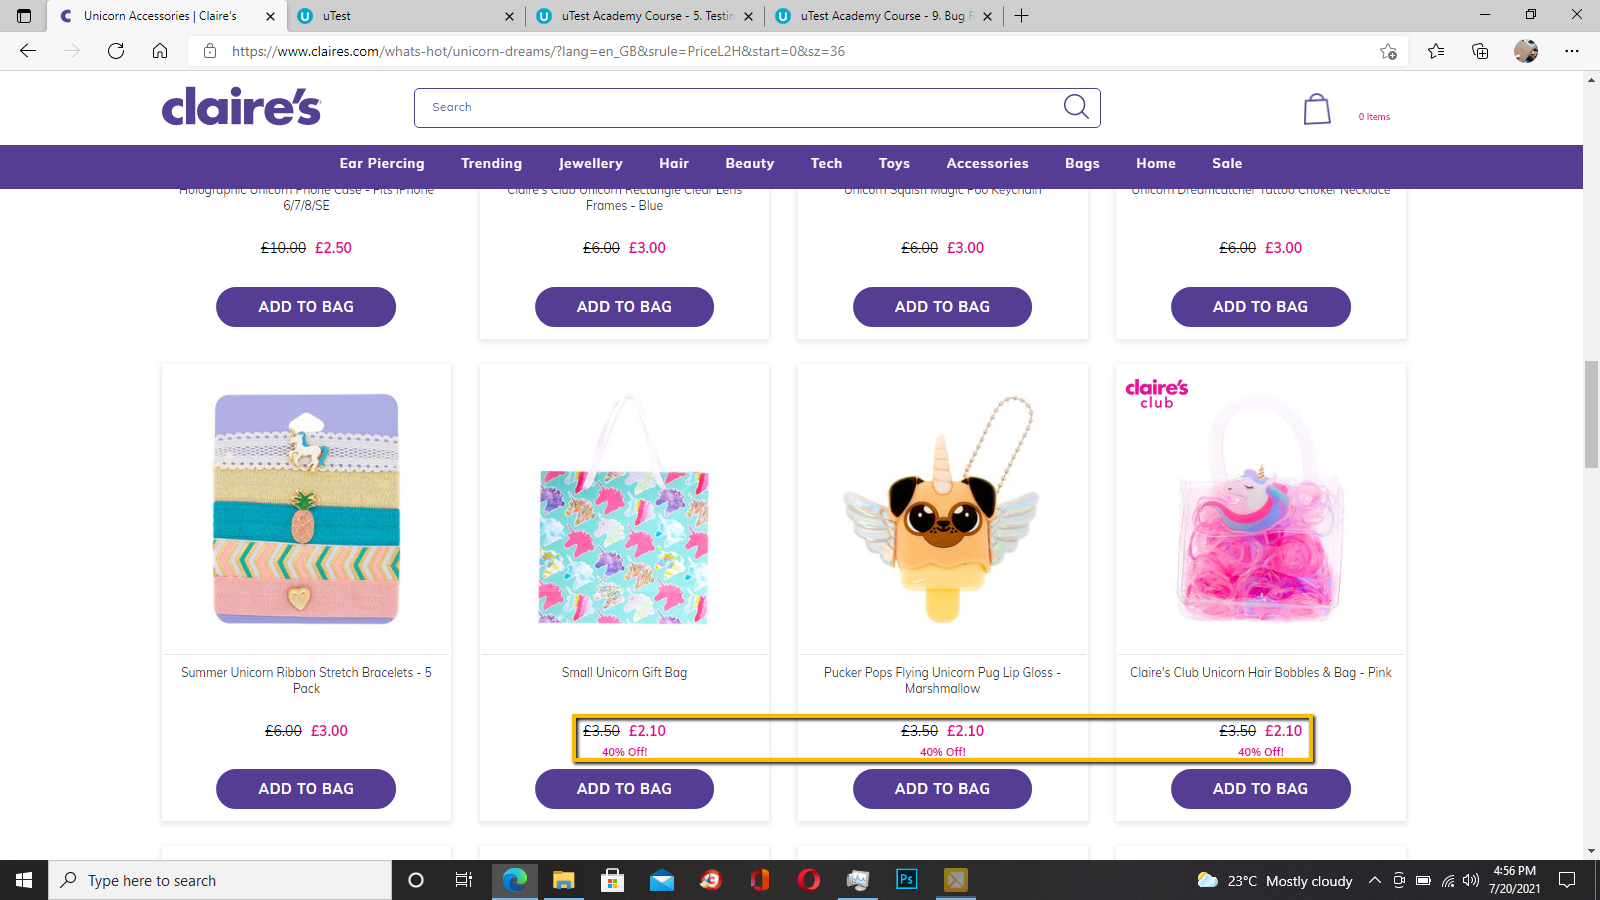 Unicorn Accessories | Claire's
uTest
uTest Academy Course - 5. Testin
uTest Academy Course - 9. Bug R
https://www.claires.com/whats-hot/unicorn-dreams/?lang=en_GB&srule=PriceL2H&start=0&sz=36
claire's
Search
0 Items
Ear Piercing Trending Jewellery Hair Beauty Tech Toys Accessories Bags Home Sale
Holographic Unicorn Phone Case - Fits iPhone
6/7/8/SE
Claire's Club Unicorn Rectangle Clear Lens
Frames - Blue
Unicorn Squish Magic Poo Keychain
Unicorn Dreamcatcher Tattoo Choker Necklace
£10.00 £2.50
£6.00 £3.00
£6.00 £3.00
£6.00 £3.00
ADD TO BAG
ADD TO BAG
ADD TO BAG
ADD TO BAG
claire's
club
Summer Unicorn Ribbon Stretch Bracelets - 5
Pack
Small Unicorn Gift Bag
Pucker Pops Flying Unicorn Pug Lip Gloss -
Marshmallow
Claire's Club Unicorn Hair Bobbles & Bag - Pink
£6.00 £3.00
£3.50 £2.10
40% Off!
£3.50 £2.10
40% Off!
£3.50 £2.10
40% Off!
ADD TO BAG
ADD TO BAG
ADD TO BAG
ADD TO BAG
Type here to search
Ps
23°C Mostly cloudy
4:56 PM
7/20/2021